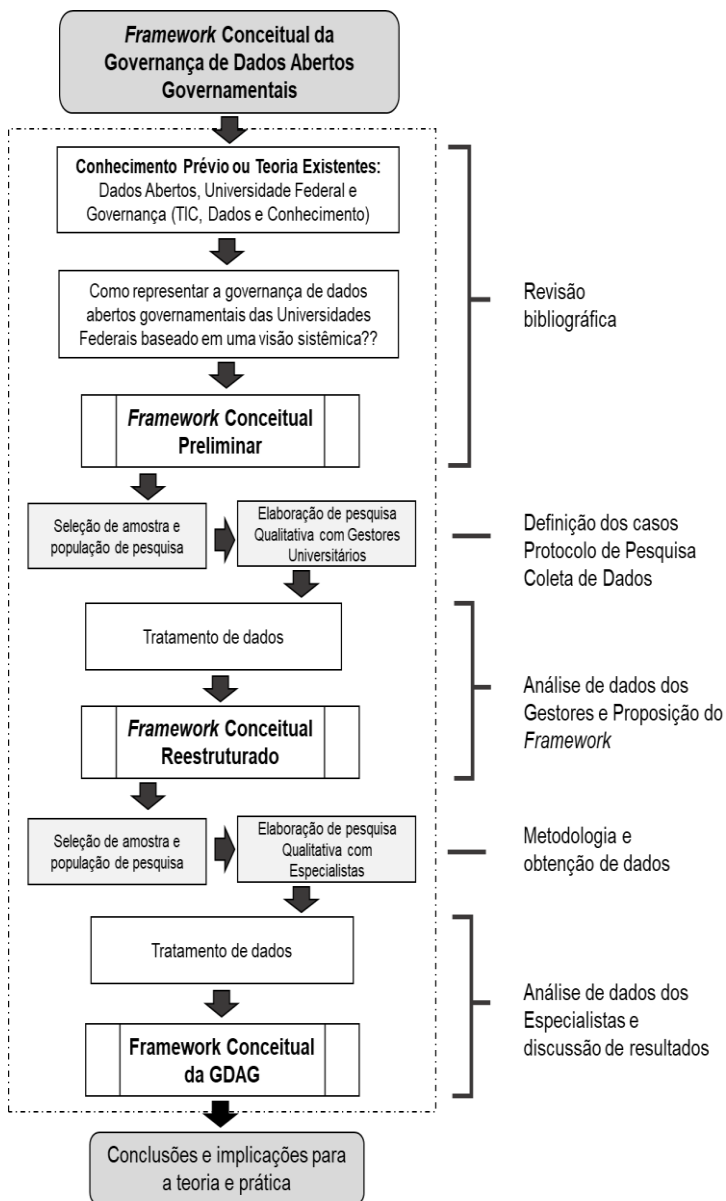 Framework Conceitual da
Governança de Dados Abertos
Governamentais
Conhecimento Prévio ou Teoria Existentes:
Dados Abertos, Universidade Federal e
Governança (TIC, Dados e Conhecimento)
Como representar a governança de dados
abertos governamentais das Universidades
Federais baseado em uma visão sistêmica??
Framework Conceitual
Preliminar
Revisão
bibliográfica
Seleção de amostra e
população de pesquisa
Elaboração de pesquisa
Qualitativa com Gestores
Universitários
Definição dos casos
Protocolo de Pesquisa
Coleta de Dados
Tratamento de dados
Framework Conceitual
Reestruturado
Análise de dados dos
Gestores e Proposição do
Framework
Seleção de amostra e
população de pesquisa
Elaboração de pesquisa
Qualitativa com
Especialistas
Metodologia e
obtenção de dados
Tratamento de dados
Framework Conceitual
da GDAG
Análise de dados dos
Especialistas e
discussão de resultados
Conclusões e implicações para
a teoria e prática